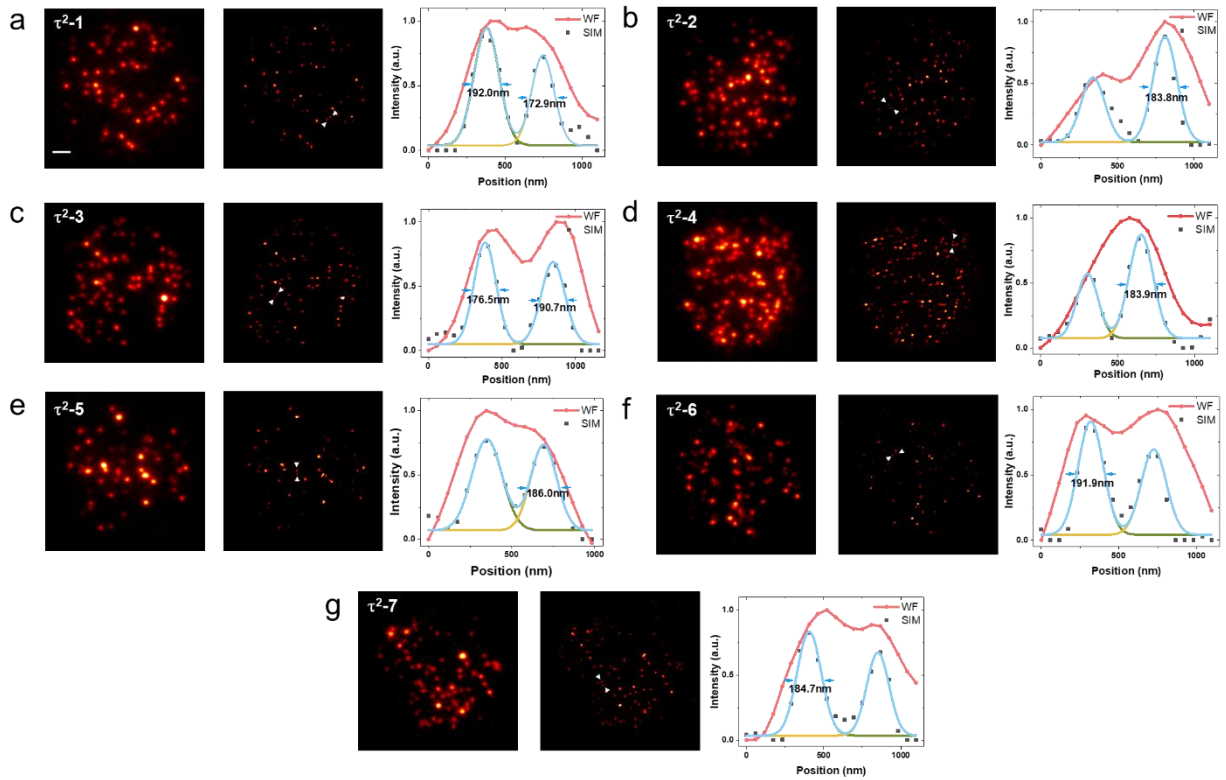 a
τ²-1
Intensity (a.u.)
1.0
0.5
0.0
WF
SIM
192.0nm
172.9nm
0
500
1000
Position (nm)
b
τ²-2
Intensity (a.u.)
1.0
0.5
0.0
WF
SIM
183.8nm
0
500
1000
Position (nm)
c
τ²-3
Intensity (a.u.)
1.0
0.5
0.0
WF
SIM
176.5nm
190.7nm
0
500
1000
Position (nm)
d
τ²-4
Intensity (a.u.)
1.0
0.5
0.0
WF
SIM
183.9nm
0
500
1000
Position (nm)
e
τ²-5
Intensity (a.u.)
1.0
0.5
0.0
WF
SIM
186.0nm
0
500
1000
Position (nm)
f
τ²-6
Intensity (a.u.)
1.0
0.5
0.0
WF
SIM
191.9nm
0
500
1000
Position (nm)
g
τ²-7
Intensity (a.u.)
1.0
0.5
0.0
WF
SIM
184.7nm
0
500
1000
Position (nm)